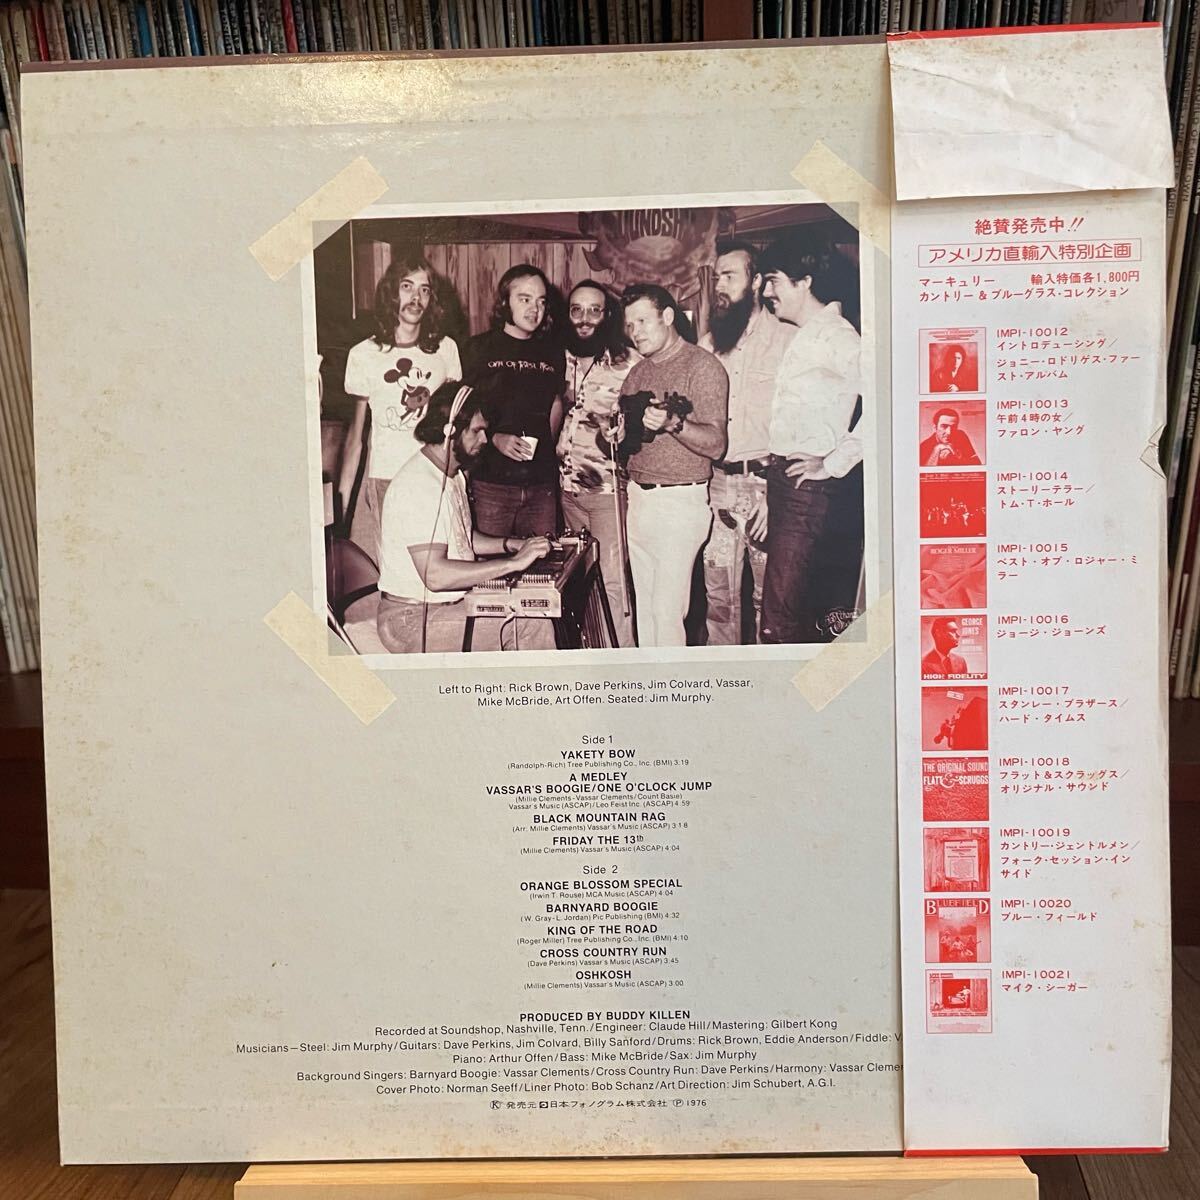 Left to Right: Rick Brown, Dave Perkins, Jim Colvard, Vassar,
Mike McBride, Art Offen. Seated: Jim Murphy.
Side 1
YAKETY BOW
(Randolph-Rich) Tree Publishing Co., Inc. (BMI) 3:19
A MEDLEY
VASSAR'S BOOGIE/ONE O'CLOCK JUMP
(Millie Clements-Vassar Clements/Count Basie)
Vassar's Music (ASCAP)/Leo Feist Inc. (ASCAP) 4:59
BLACK MOUNTAIN RAG
(Arr. Millie Clements) Vassar's Music (ASCAP) 3:18
FRIDAY THE 13th
(Millie Clements) Vassar's Music (ASCAP) 4:04
Side 2
ORANGE BLOSSOM SPECIAL
(Irwin T. Rouse) MCA Music (ASCAP) 4:04
BARNYARD BOOGIE
(W. Gray-L. Jordan) Pic Publishing (BMI) 4:32
KING OF THE ROAD
(Roger Miller) Tree Publishing Co., Inc. (BMI) 4:10
CROSS COUNTRY RUN
(Dave Perkins) Vassar's Music (ASCAP) 3:45
OSHKOSH
(Millie Clements) Vassar's Music (ASCAP) 3:00
PRODUCED BY BUDDY KILLEN
Recorded at Soundshop, Nashville, Tenn./Engineer: Claude Hill/Mastering: Gilbert Kong
Musicians—Steel: Jim Murphy/Guitars: Dave Perkins, Jim Colvard, Billy Sanford/Drums: Rick Brown, Eddie Anderson/Fiddle: V
Piano: Arthur Offen/Bass: Mike McBride/Sax: Jim Murphy
Background Singers: Barnyard Boogie: Vassar Clements/Cross Country Run: Dave Perkins/Harmony: Vassar Cleme
Cover Photo: Norman Seeff/Liner Photo: Bob Schanz/Art Direction: Jim Schubert, A.G.I.
Ⓚ 発売元 日本フォノグラム株式会社 Ⓟ 1976
絶賛発売中!!
アメリカ直輸入特別企画
マーキュリー 輸入特価各1,800円
カントリー&ブルーグラス・コレクション
IMPI-10012
イントロデューシング/
ジョニー・ロドリゲス・ファー
スト・アルバム
IMPI-10013
午前4時の女/
ファロン・ヤング
IMPI-10014
ストーリーテラー/
トム・T・ホール
ROGER MILLER
IMPI-10015
ベスト・オブ・ロジャー・ミ
ラー
GEORGE
JONES
HIGH FIDELITY
IMPI-10016
ジョージ・ジョーンズ
IMPI-10017
スタンレー・ブラザース/
ハード・タイムス
THE ORIGINAL SOUND
FLATT & SCRUGGS
IMPI-10018
フラット&スクラッグス/
オリジナル・サウンド
IMPI-10019
カントリー・ジェントルメン/
フォーク・セッション・イン
サイド
BLUEFIELD
IMPI-10020
ブルー・フィールド
IMPI-10021
マイク・シーガー